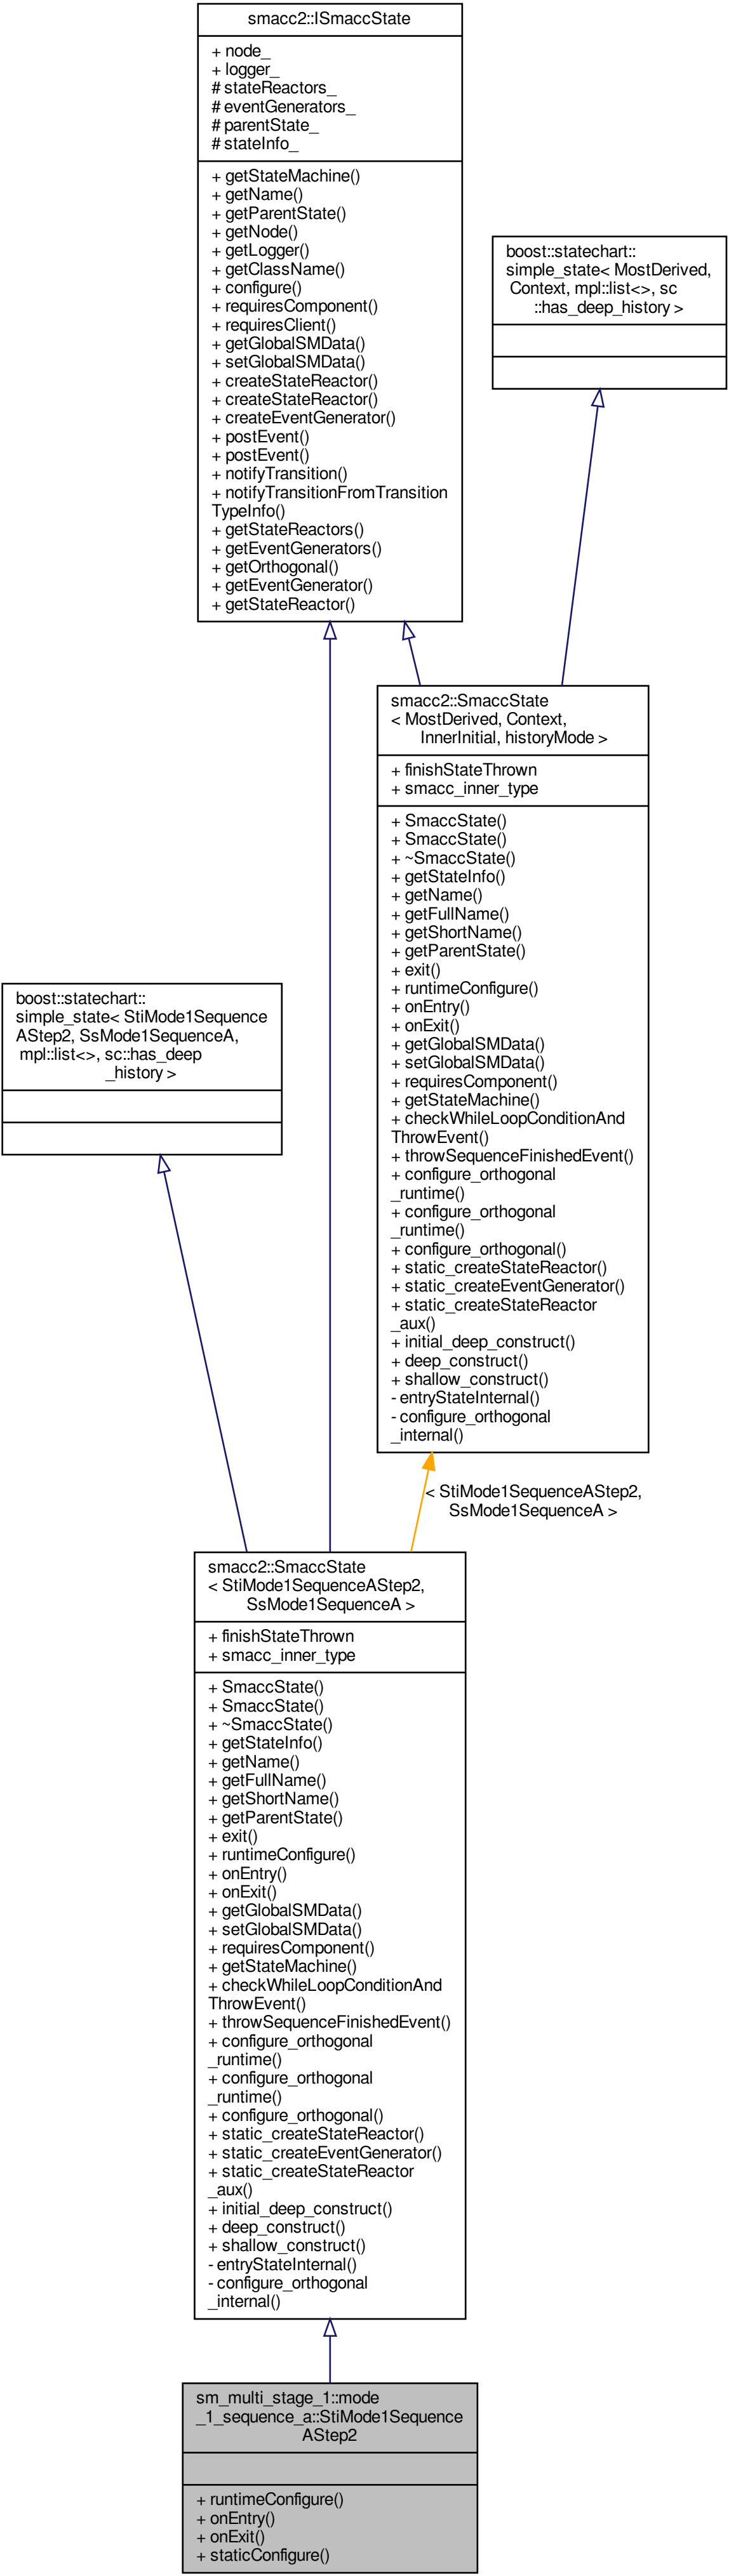 smacc2::ISmaccState
+ node_
+ logger_
# stateReactors_
# eventGenerators_
# parentState_
# stateInfo_
+ getStateMachine()
+ getName()
+ getParentState()
+ getNode()
+ getLogger()
+ getClassName()
+ configure()
+ requiresComponent()
+ requiresClient()
+ getGlobalSMData()
+ setGlobalSMData()
+ createStateReactor()
+ createStateReactor()
+ createEventGenerator()
+ postEvent()
+ postEvent()
+ notifyTransition()
+ notifyTransitionFromTransition
TypeInfo()
+ getStateReactors()
+ getEventGenerators()
+ getOrthogonal()
+ getEventGenerator()
+ getStateReactor()
boost::statechart::
simple_state< MostDerived,
Context, mpl::list<>, sc
::has_deep_history >
smacc2::SmaccState
< MostDerived, Context,
InnerInitial, historyMode >
+ finishStateThrown
+ smacc_inner_type
+ SmaccState()
+ SmaccState()
+ ~SmaccState()
+ getStateInfo()
+ getName()
+ getFullName()
+ getShortName()
+ getParentState()
+ exit()
+ runtimeConfigure()
+ onEntry()
+ onExit()
+ getGlobalSMData()
+ setGlobalSMData()
+ requiresComponent()
+ getStateMachine()
+ checkWhileLoopConditionAnd
ThrowEvent()
+ throwSequenceFinishedEvent()
+ configure_orthogonal
_runtime()
+ configure_orthogonal
_runtime()
+ configure_orthogonal()
+ static_createStateReactor()
+ static_createEventGenerator()
+ static_createStateReactor
_aux()
+ initial_deep_construct()
+ deep_construct()
+ shallow_construct()
- entryStateInternal()
- configure_orthogonal
_internal()
boost::statechart::
simple_state< StiMode1Sequence
AStep2, SsMode1SequenceA,
mpl::list<>, sc::has_deep
_history >
< StiMode1SequenceAStep2,
SsMode1SequenceA >
smacc2::SmaccState
< StiMode1SequenceAStep2,
SsMode1SequenceA >
+ finishStateThrown
+ smacc_inner_type
+ SmaccState()
+ SmaccState()
+ ~SmaccState()
+ getStateInfo()
+ getName()
+ getFullName()
+ getShortName()
+ getParentState()
+ exit()
+ runtimeConfigure()
+ onEntry()
+ onExit()
+ getGlobalSMData()
+ setGlobalSMData()
+ requiresComponent()
+ getStateMachine()
+ checkWhileLoopConditionAnd
ThrowEvent()
+ throwSequenceFinishedEvent()
+ configure_orthogonal
_runtime()
+ configure_orthogonal
_runtime()
+ configure_orthogonal()
+ static_createStateReactor()
+ static_createEventGenerator()
+ static_createStateReactor
_aux()
+ initial_deep_construct()
+ deep_construct()
+ shallow_construct()
- entryStateInternal()
- configure_orthogonal
_internal()
sm_multi_stage_1::mode
_1_sequence_a::StiMode1Sequence
AStep2
+ runtimeConfigure()
+ onEntry()
+ onExit()
+ staticConfigure()